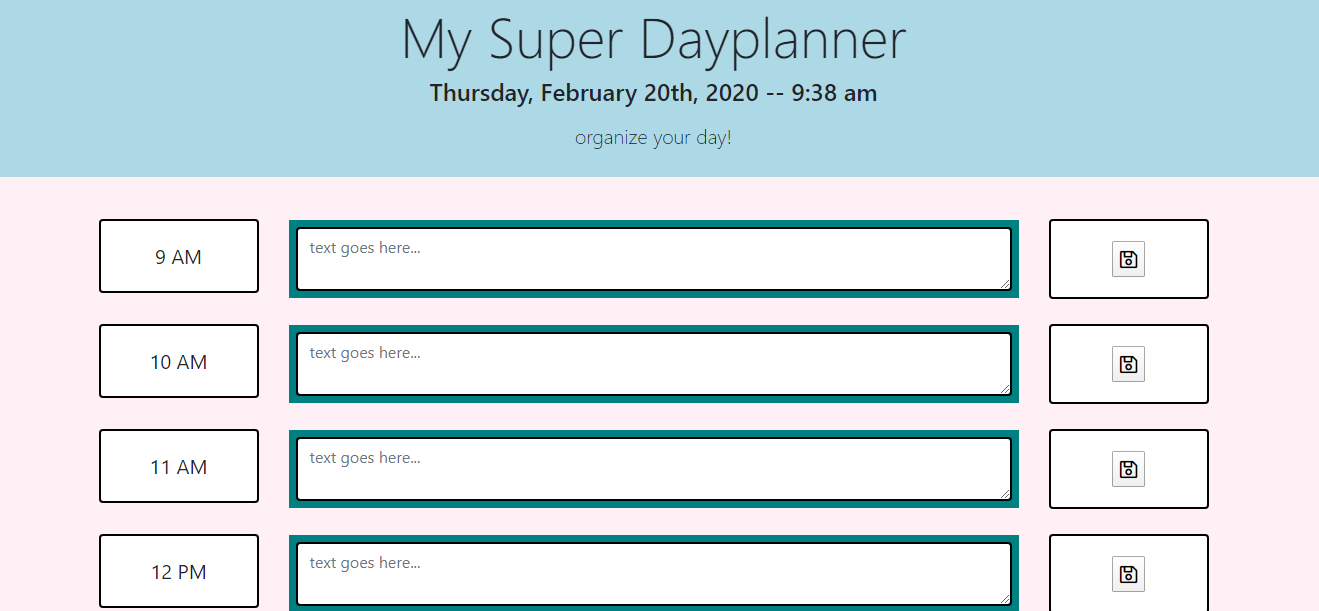 My Super Dayplanner
Thursday, February 20th, 2020 -- 9:38 am
organize your day!
9 AM
text goes here...
10 AM
text goes here...
11 AM
text goes here...
12 PM
text goes here...